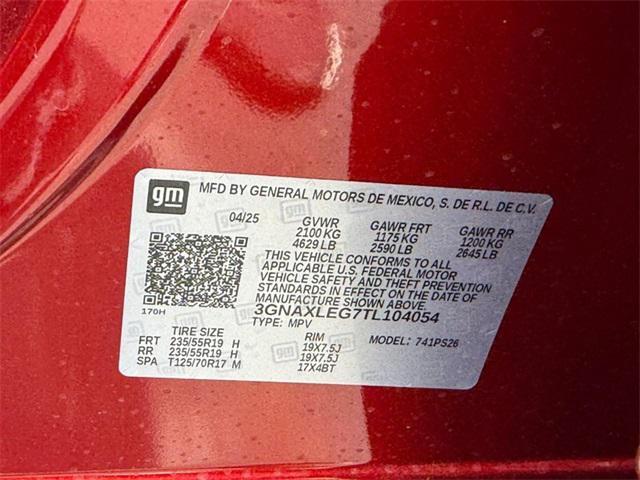 gm MFD BY GENERAL MOTORS DE MEXICO, S. DE R.L. DE C.V.
04/25 GVWR GAWR FRT GAWR RR
2100 KG 1175 KG 1200 KG
4629 LB 2590 LB 2645 LB
THIS VEHICLE CONFORMS TO ALL
APPLICABLE U.S. FEDERAL MOTOR
VEHICLE SAFETY AND THEFT PREVENTION
STANDARDS IN EFFECT ON THE DATE OF
MANUFACTURE SHOWN ABOVE.
170H 3GNAXLEG7TL104054
TYPE: MPV MODEL: 741PS26
TIRE SIZE RIM
FRT 235/55R19 H 19X7.5J
RR 235/55R19 H 19X7.5J
SPA T125/70R17 M 17X4BT